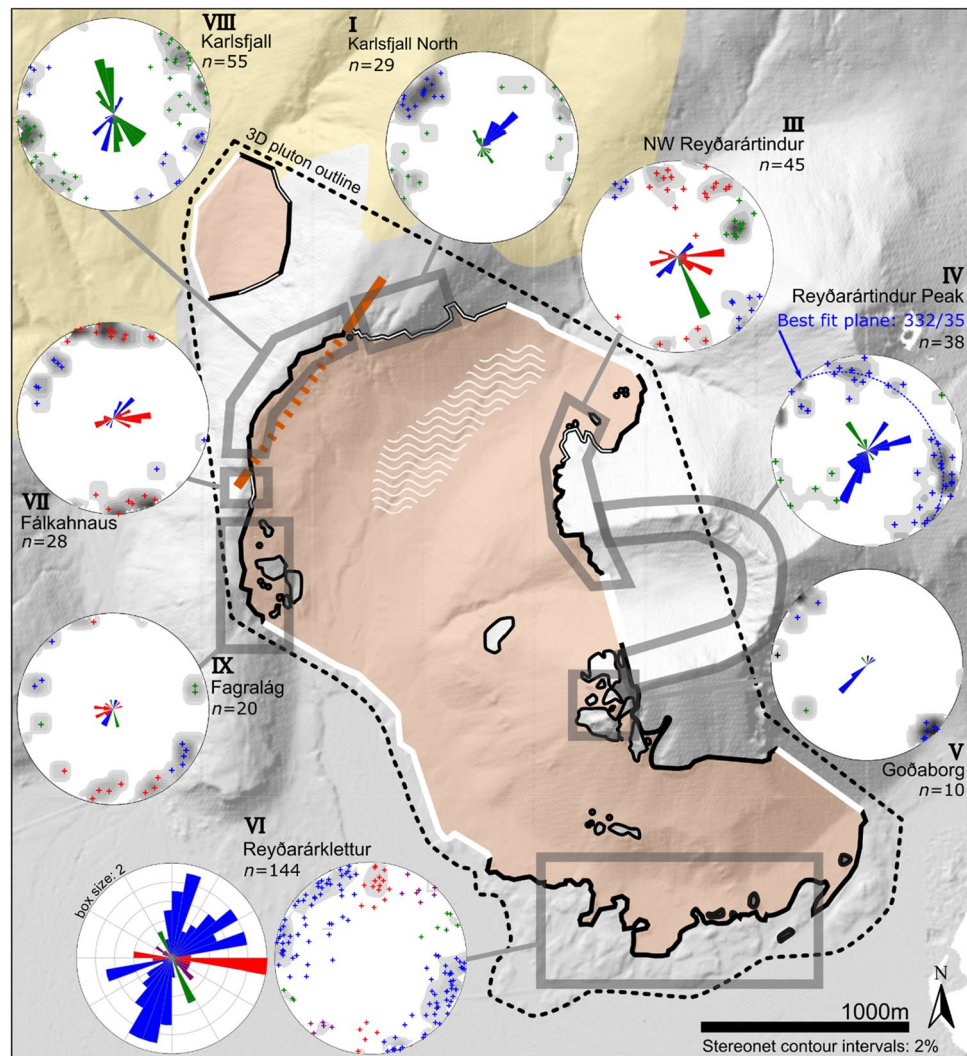 VIII
Karlsfjall
n=55
I
Karlsfjall North
n=29
III
NW Reyðarártindur
n=45
3D pluton outline
IV
Reyðarártindur Peak
Best fit plane: 332/35
n=38
VII
Fálkahnaus
n=28
IX
Fagralág
n=20
V
Goðaborg
n=10
VI
Reyðarárklettur
n=144
box size: 2
N
1000m
Stereonet contour intervals: 2%